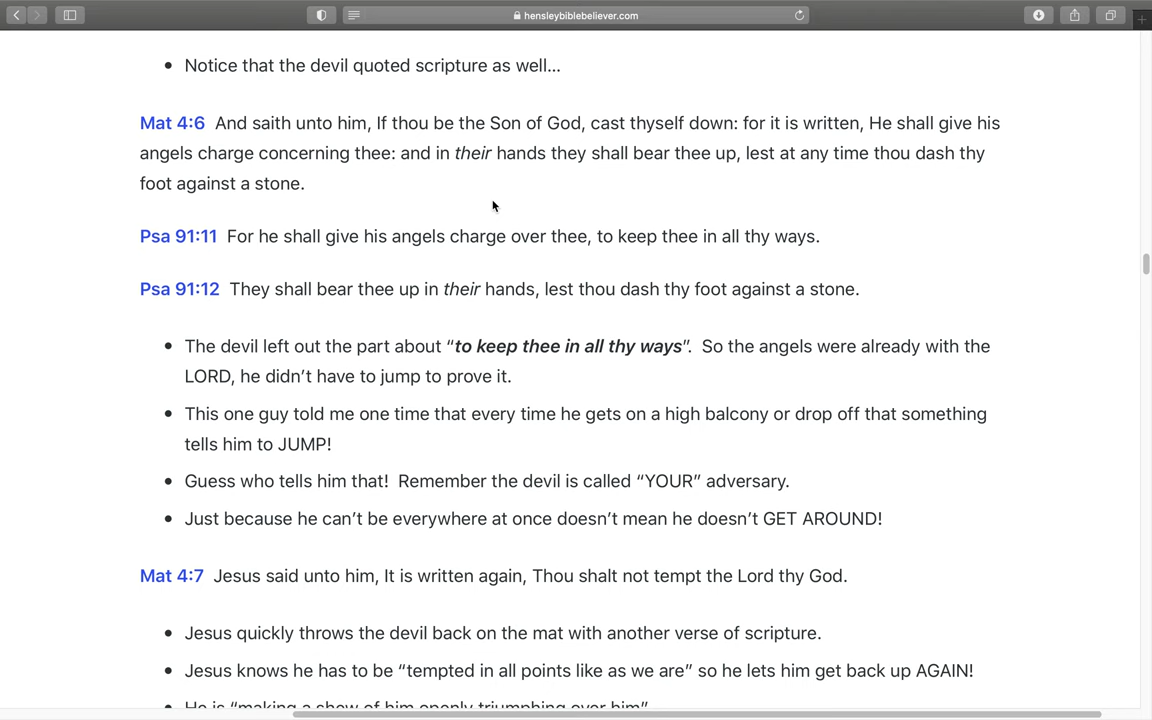 hensleybiblebeliever.com
• Notice that the devil quoted scripture as well...
Mat 4:6 And saith unto him, If thou be the Son of God, cast thyself down: for it is written, He shall give his
angels charge concerning thee: and in their hands they shall bear thee up, lest at any time thou dash thy
foot against a stone.
Psa 91:11 For he shall give his angels charge over thee, to keep thee in all thy ways.
Psa 91:12 They shall bear thee up in their hands, lest thou dash thy foot against a stone.
• The devil left out the part about “to keep thee in all thy ways”. So the angels were already with the
LORD, he didn’t have to jump to prove it.
• This one guy told me one time that every time he gets on a high balcony or drop off that something
tells him to JUMP!
• Guess who tells him that! Remember the devil is called “YOUR” adversary.
• Just because he can’t be everywhere at once doesn’t mean he doesn’t GET AROUND!
Mat 4:7 Jesus said unto him, It is written again, Thou shalt not tempt the Lord thy God.
• Jesus quickly throws the devil back on the mat with another verse of scripture.
• Jesus knows he has to be “tempted in all points like as we are” so he lets him get back up AGAIN!
• He is “making a show of him openly triumphing over him”